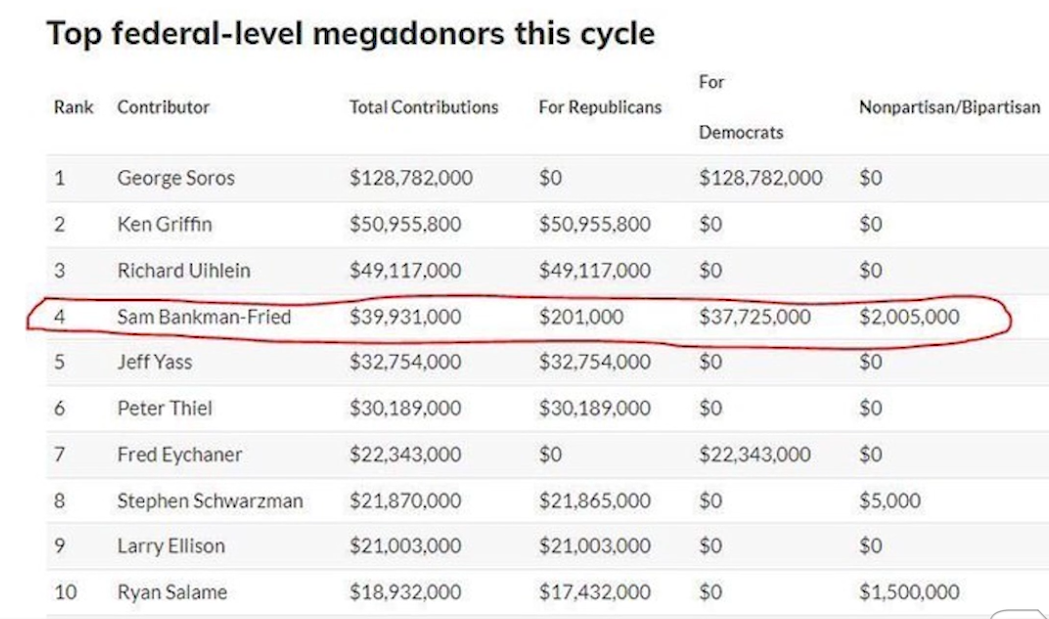 Top federal-level megadonors this cycle
Rank Contributor Total Contributions For Republicans For Democrats Nonpartisan/Bipartisan
1 George Soros $128,782,000 $0 $128,782,000 $0
2 Ken Griffin $50,955,800 $50,955,800 $0 $0
3 Richard Uihlein $49,117,000 $49,117,000 $0 $0
4 Sam Bankman-Fried $39,931,000 $201,000 $37,725,000 $2,005,000
5 Jeff Yass $32,754,000 $32,754,000 $0 $0
6 Peter Thiel $30,189,000 $30,189,000 $0 $0
7 Fred Eychaner $22,343,000 $0 $22,343,000 $0
8 Stephen Schwarzman $21,870,000 $21,865,000 $0 $5,000
9 Larry Ellison $21,003,000 $21,003,000 $0 $0
10 Ryan Salame $18,932,000 $17,432,000 $0 $1,500,000